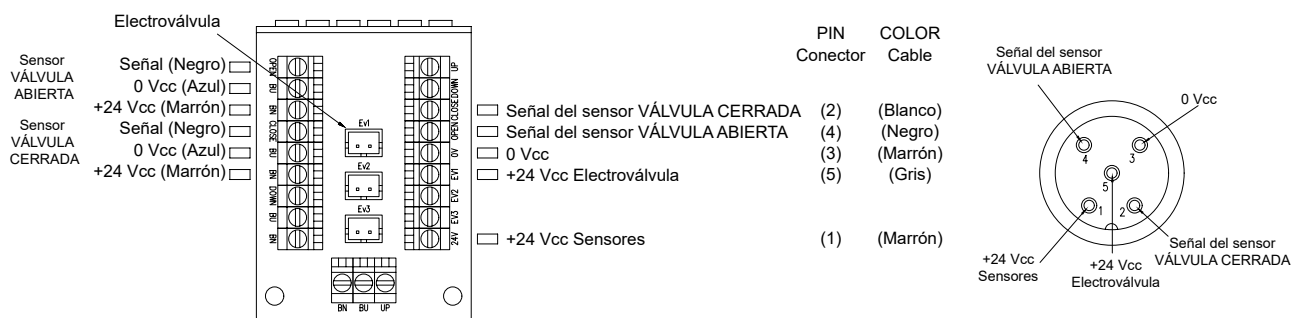 Electroválvula
Sensor
VÁLVULA
ABIERTA
Señal (Negro)
0 Vcc (Azul)
+24 Vcc (Marrón)
Sensor
VÁLVULA
CERRADA
Señal (Negro)
0 Vcc (Azul)
+24 Vcc (Marrón)
OPEN
BU
BN
CLOSE
BU
BN
DOWN
BU
BN
Ev1
Ev2
Ev3
BN BU UP
UP
DOWN
CLOSE
OPEN
0V
EV1
EV2
EV3
24V
PIN COLOR
Conector Cable
Señal del sensor VÁLVULA CERRADA (2) (Blanco)
Señal del sensor VÁLVULA ABIERTA (4) (Negro)
0 Vcc (3) (Marrón)
+24 Vcc Electroválvula (5) (Gris)
+24 Vcc Sensores (1) (Marrón)
Señal del sensor
VÁLVULA ABIERTA
0 Vcc
4 3
5
1 2
Señal del sensor
VÁLVULA CERRADA
+24 Vcc
Sensores
+24 Vcc
Electroválvula